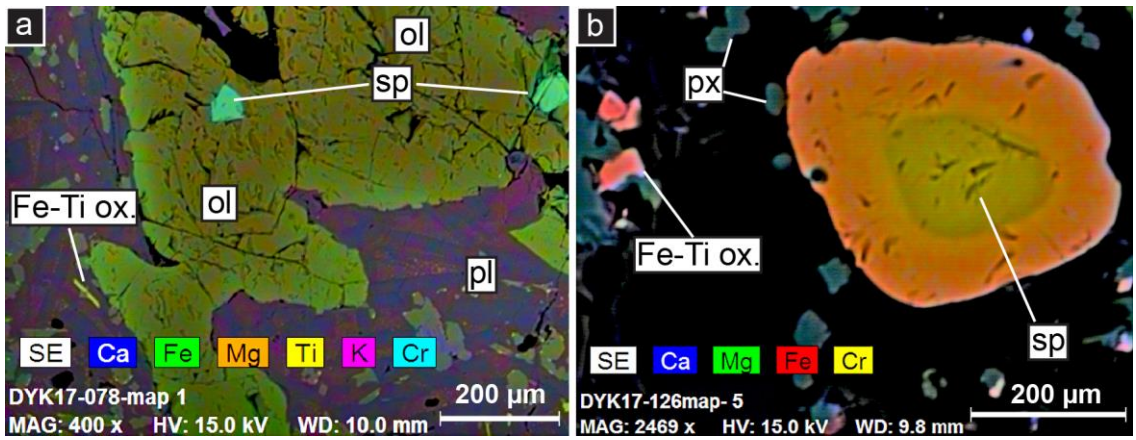 a
ol
sp
ol
Fe-Ti ox.
pl
SE Ca Fe Mg Ti K Cr
DYK17-078-map 1
MAG: 400 x HV: 15.0 kV WD: 10.0 mm
200 µm
b
px
Fe-Ti ox.
sp
SE Ca Mg Fe Cr
DYK17-126map- 5
MAG: 2469 x HV: 15.0 kV WD: 9.8 mm
200 µm